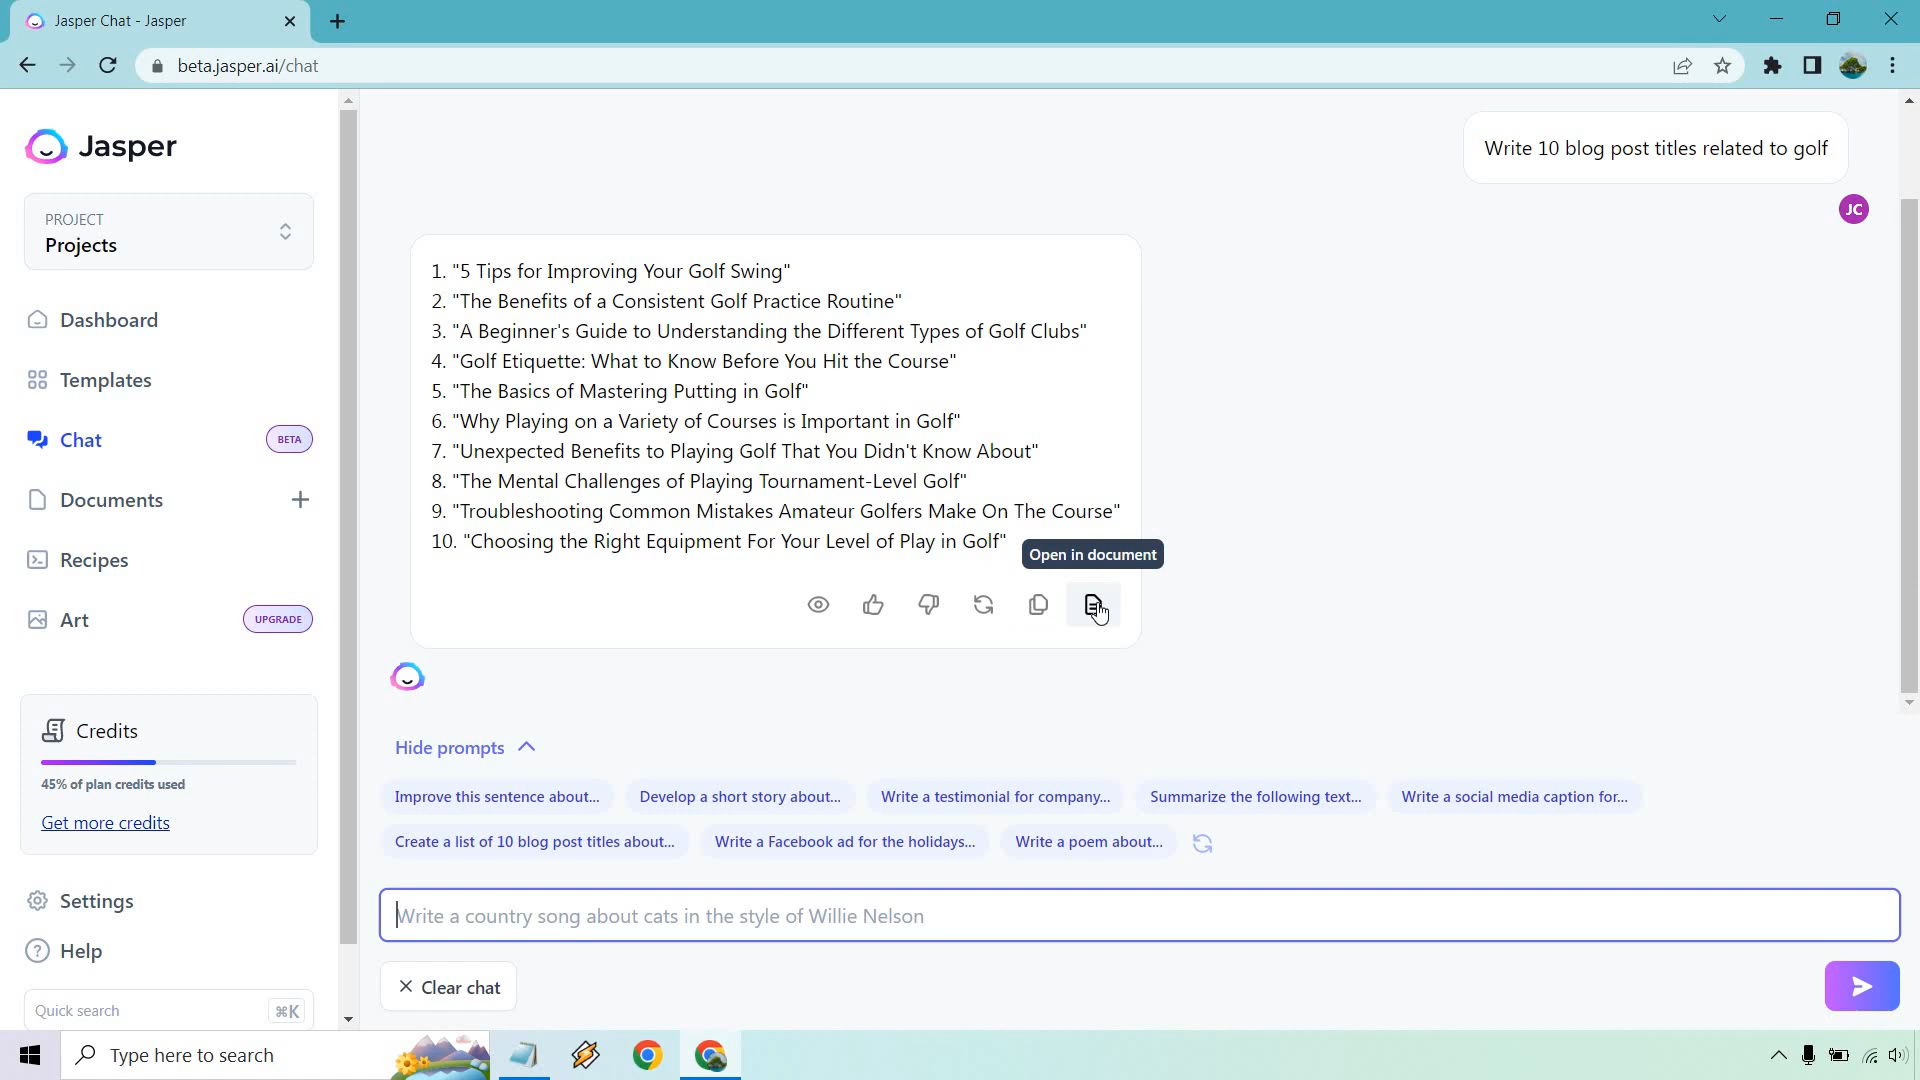 Jasper Chat - Jasper
beta.jasper.ai/chat
Jasper
PROJECT
Projects
Dashboard
Templates
Chat
BETA
Documents
Recipes
Art
UPGRADE
Credits
45% of plan credits used
Get more credits
Settings
Help
Quick search
⌘K
Write 10 blog post titles related to golf
JC
1. "5 Tips for Improving Your Golf Swing"
2. "The Benefits of a Consistent Golf Practice Routine"
3. "A Beginner's Guide to Understanding the Different Types of Golf Clubs"
4. "Golf Etiquette: What to Know Before You Hit the Course"
5. "The Basics of Mastering Putting in Golf"
6. "Why Playing on a Variety of Courses is Important in Golf"
7. "Unexpected Benefits to Playing Golf That You Didn't Know About"
8. "The Mental Challenges of Playing Tournament-Level Golf"
9. "Troubleshooting Common Mistakes Amateur Golfers Make On The Course"
10. "Choosing the Right Equipment For Your Level of Play in Golf"
Open in document
Hide prompts
Improve this sentence about...
Develop a short story about...
Write a testimonial for company...
Summarize the following text...
Write a social media caption for...
Create a list of 10 blog post titles about...
Write a Facebook ad for the holidays...
Write a poem about...
Write a country song about cats in the style of Willie Nelson
Clear chat
Type here to search